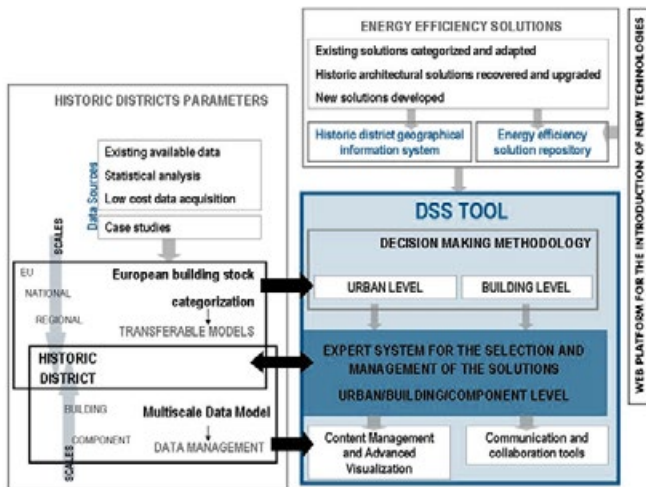 ENERGY EFFICIENCY SOLUTIONS
Existing solutions categorized and adapted
Historic architectural solutions recovered and upgraded
New solutions developed
Historic district geographical
information system
Energy efficiency
solution repository
WEB PLATFORM FOR THE INTRODUCTION OF NEW TECHNOLOGIES
HISTORIC DISTRICTS PARAMETERS
Data Sources
Existing available data
Statistical analysis
Low cost data acquisition
Case studies
SCALES
EU
NATIONAL
REGIONAL
European building stock
categorization
TRANSFERABLE MODELS
HISTORIC
DISTRICT
BUILDING
COMPONENT
SCALES
Multiscale Data Model
DATA MANAGEMENT
DSS TOOL
DECISION MAKING METHODOLOGY
URBAN LEVEL
BUILDING LEVEL
EXPERT SYSTEM FOR THE SELECTION AND
MANAGEMENT OF THE SOLUTIONS
URBAN/BUILDING/COMPONENT LEVEL
Content Management
and Advanced
Visualization
Communication and
collaboration tools